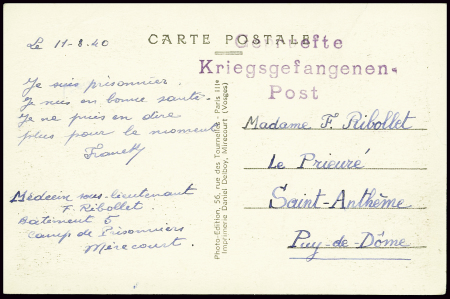 Le 11-8.40
CARTE POSTALE
Geprüfte
Kriegsgefangenen-
Post
Je suis prisonnier.
Je suis en bonne santé.
Je ne puis en dire
plus pour le moment.
Médecin sous-lieutenant
F. Ribollet.
Bâtiment 5
Camp de Prisonniers
Mirecourt.
Photo-Edition, 56, rue des Tournelles, Paris III
Imprimerie Daniel Delboy, Mirecourt (Vosges)
Madame F. Ribollet
Le Prieuré
Saint-Anthème
Puy-de-Dôme